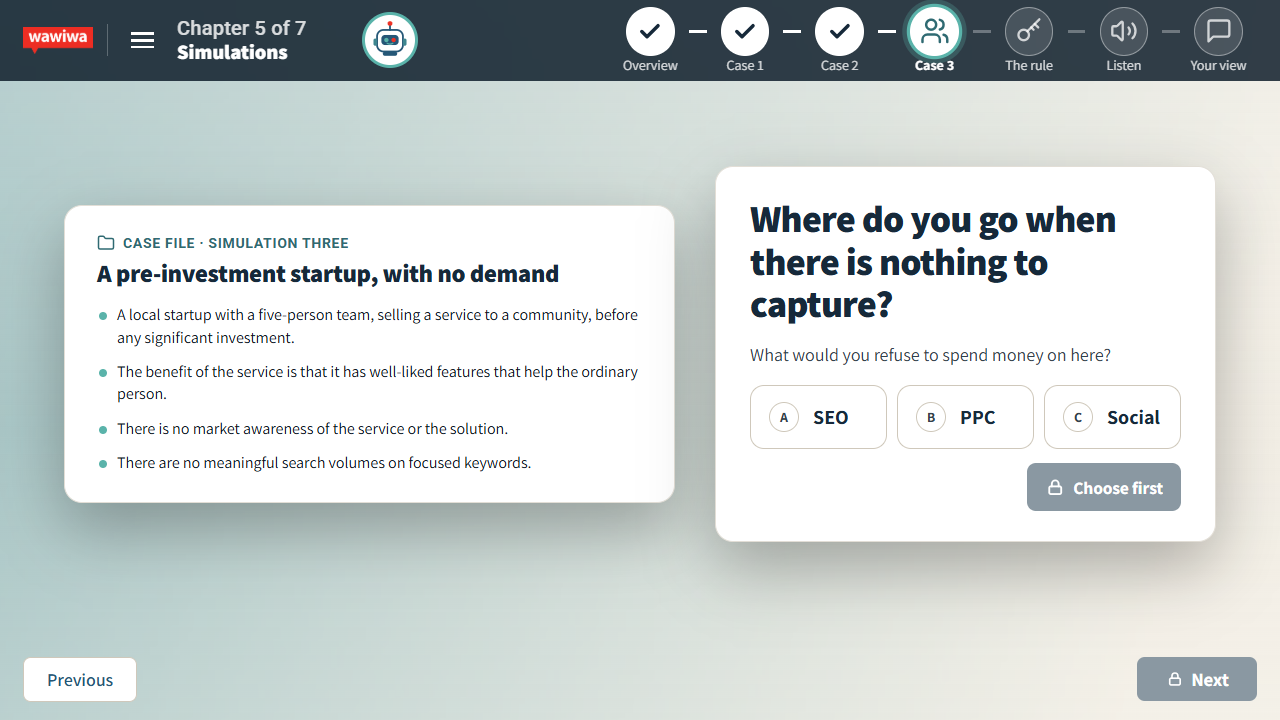 wawiwa
Chapter 5 of 7
Simulations
Overview
Case 1
Case 2
Case 3
The rule
Listen
Your view
CASE FILE · SIMULATION THREE
A pre-investment startup, with no demand
A local startup with a five-person team, selling a service to a community, before
any significant investment.
The benefit of the service is that it has well-liked features that help the ordinary
person.
There is no market awareness of the service or the solution.
There are no meaningful search volumes on focused keywords.
Where do you go when
there is nothing to
capture?
What would you refuse to spend money on here?
A SEO
B PPC
C Social
Choose first
Previous
Next